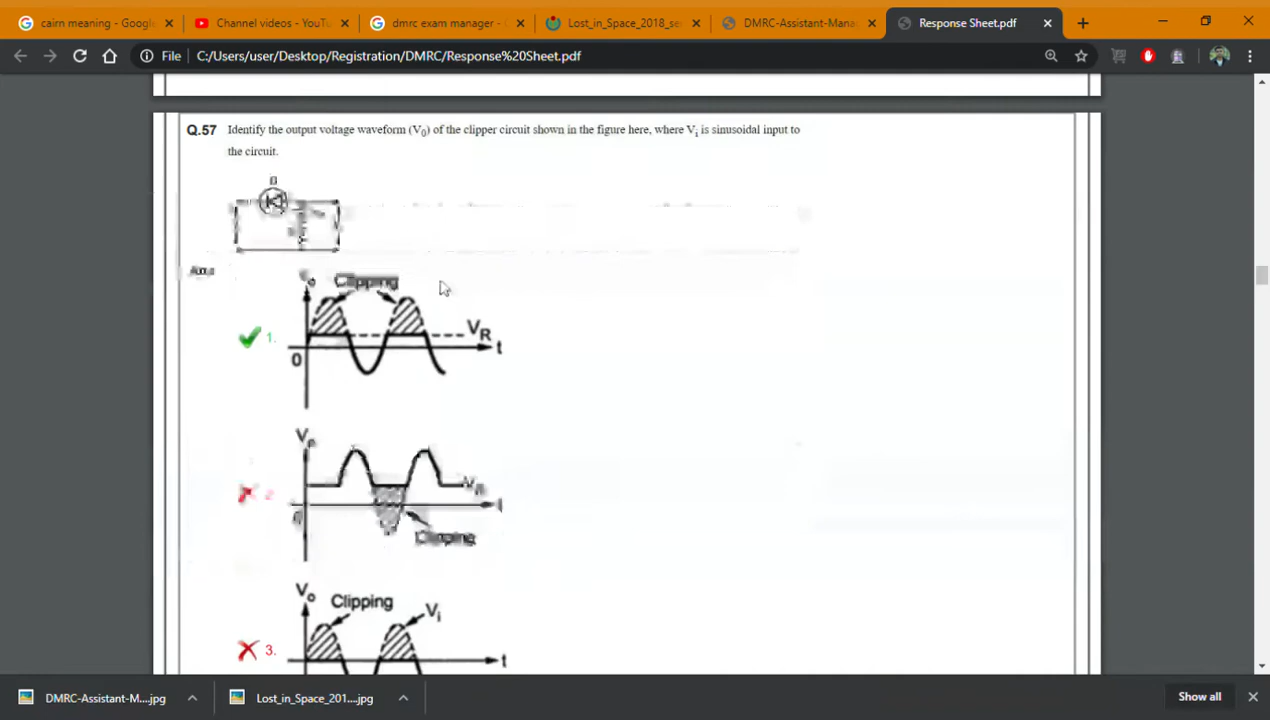 cairn meaning - Google
Channel videos - YouTu
dmrc exam manager - G
Lost_in_Space_2018_se
DMRC-Assistant-Mana
Response Sheet.pdf
File
C:/Users/user/Desktop/Registration/DMRC/Response%20Sheet.pdf
Q.57 Identify the output voltage waveform (V0) of the clipper circuit shown in the figure here, where Vi is sinusoidal input to
the circuit.
Clipping
VR
t
0
1.
Clipping
Vo
Clipping
Vi
t
3.
DMRC-Assistant-M....jpg
Lost_in_Space_201....jpg
Show all